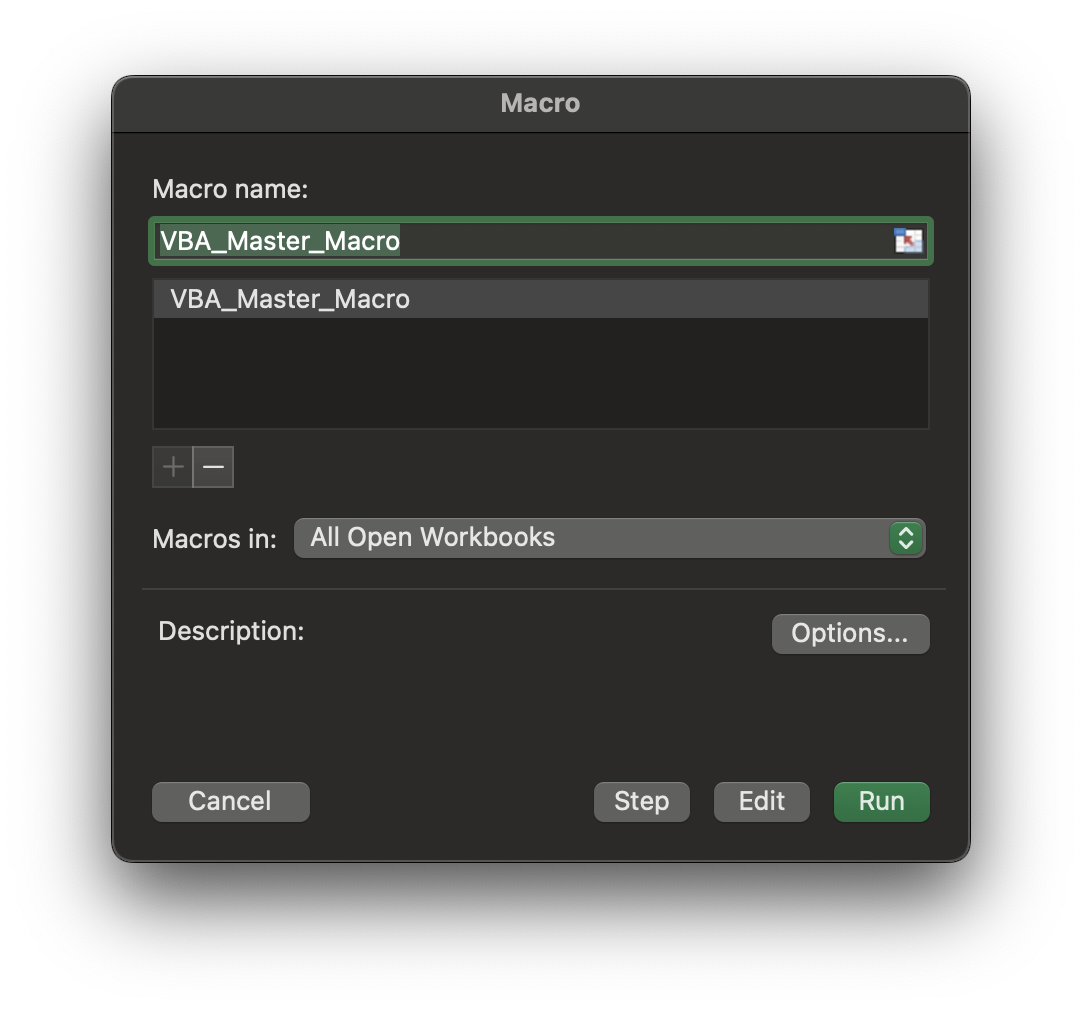 Macro
Macro name:
VBA_Master_Macro
VBA_Master_Macro
Macros in: All Open Workbooks
Description:
Options...
Cancel Step Edit Run